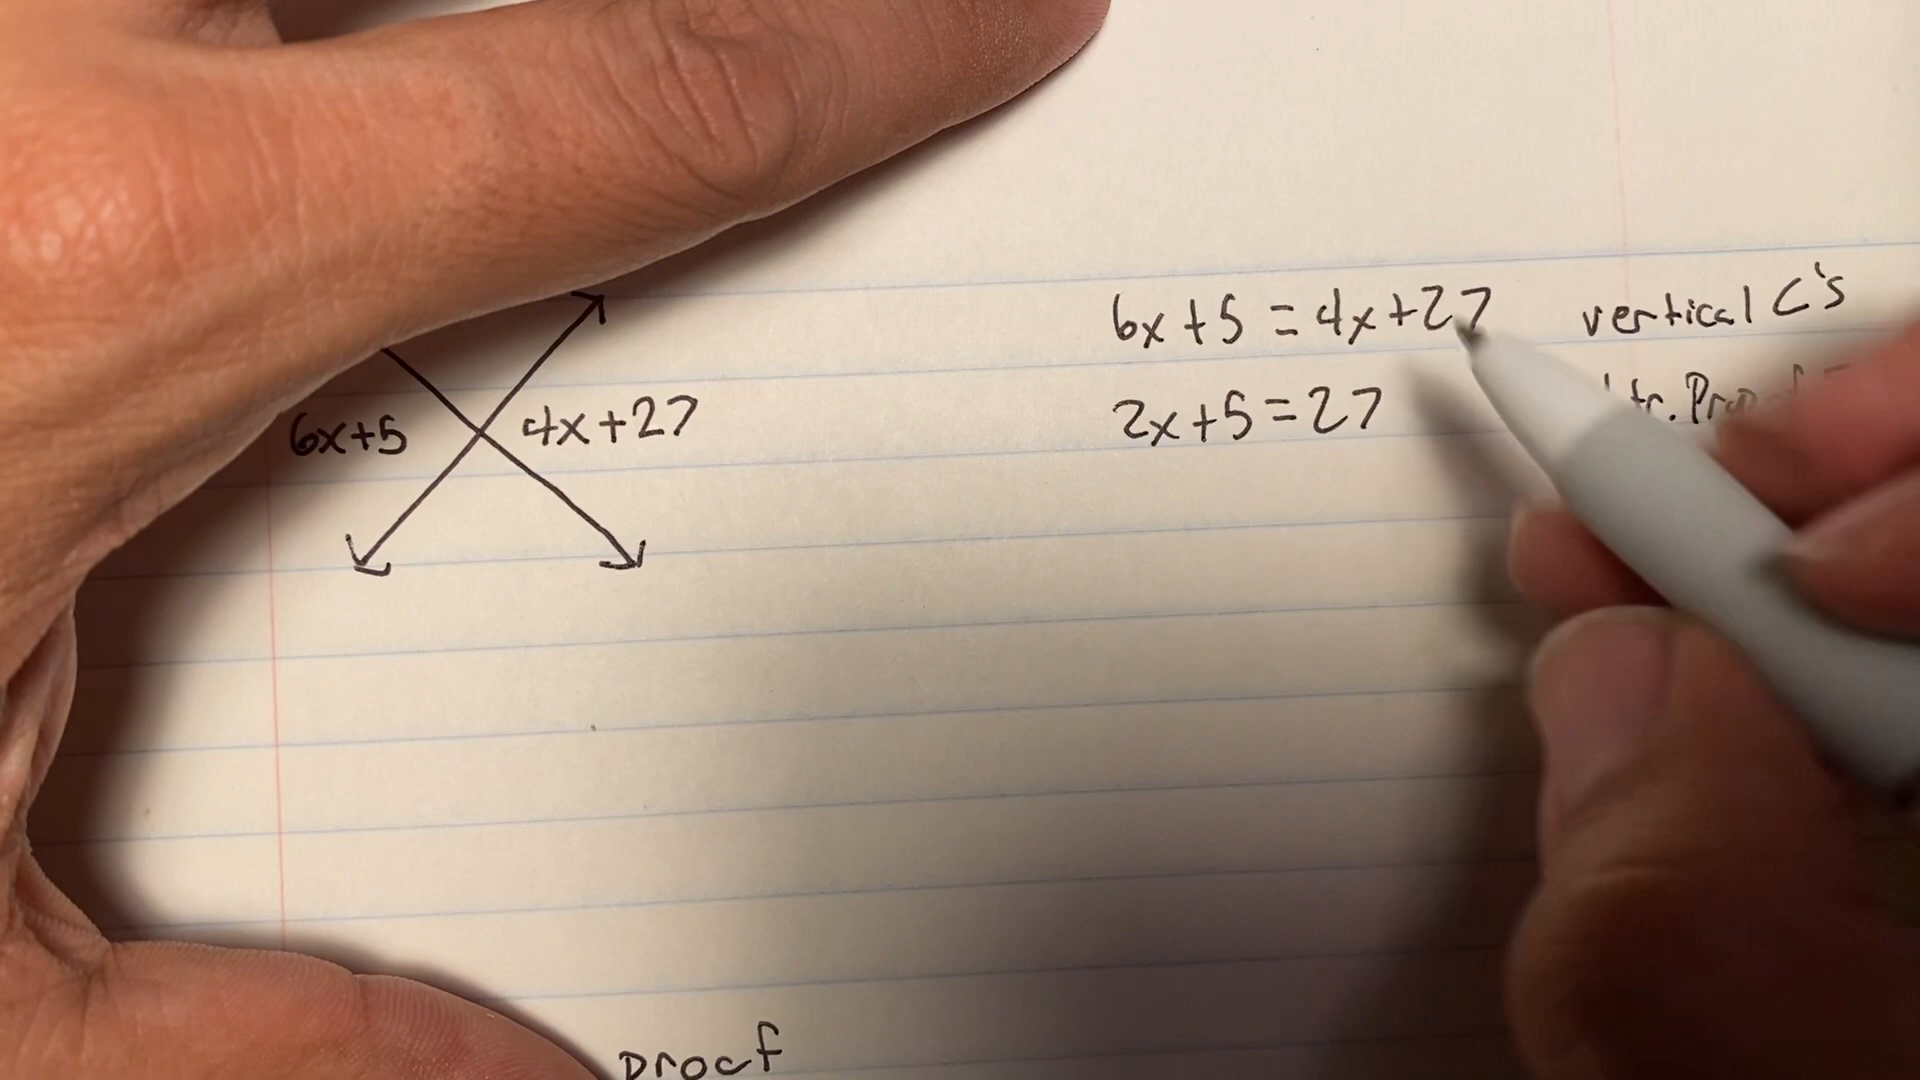 6x+5 = 4x+27 vertical ∠'s
6x+5 4x+27
2x+5=27
proof